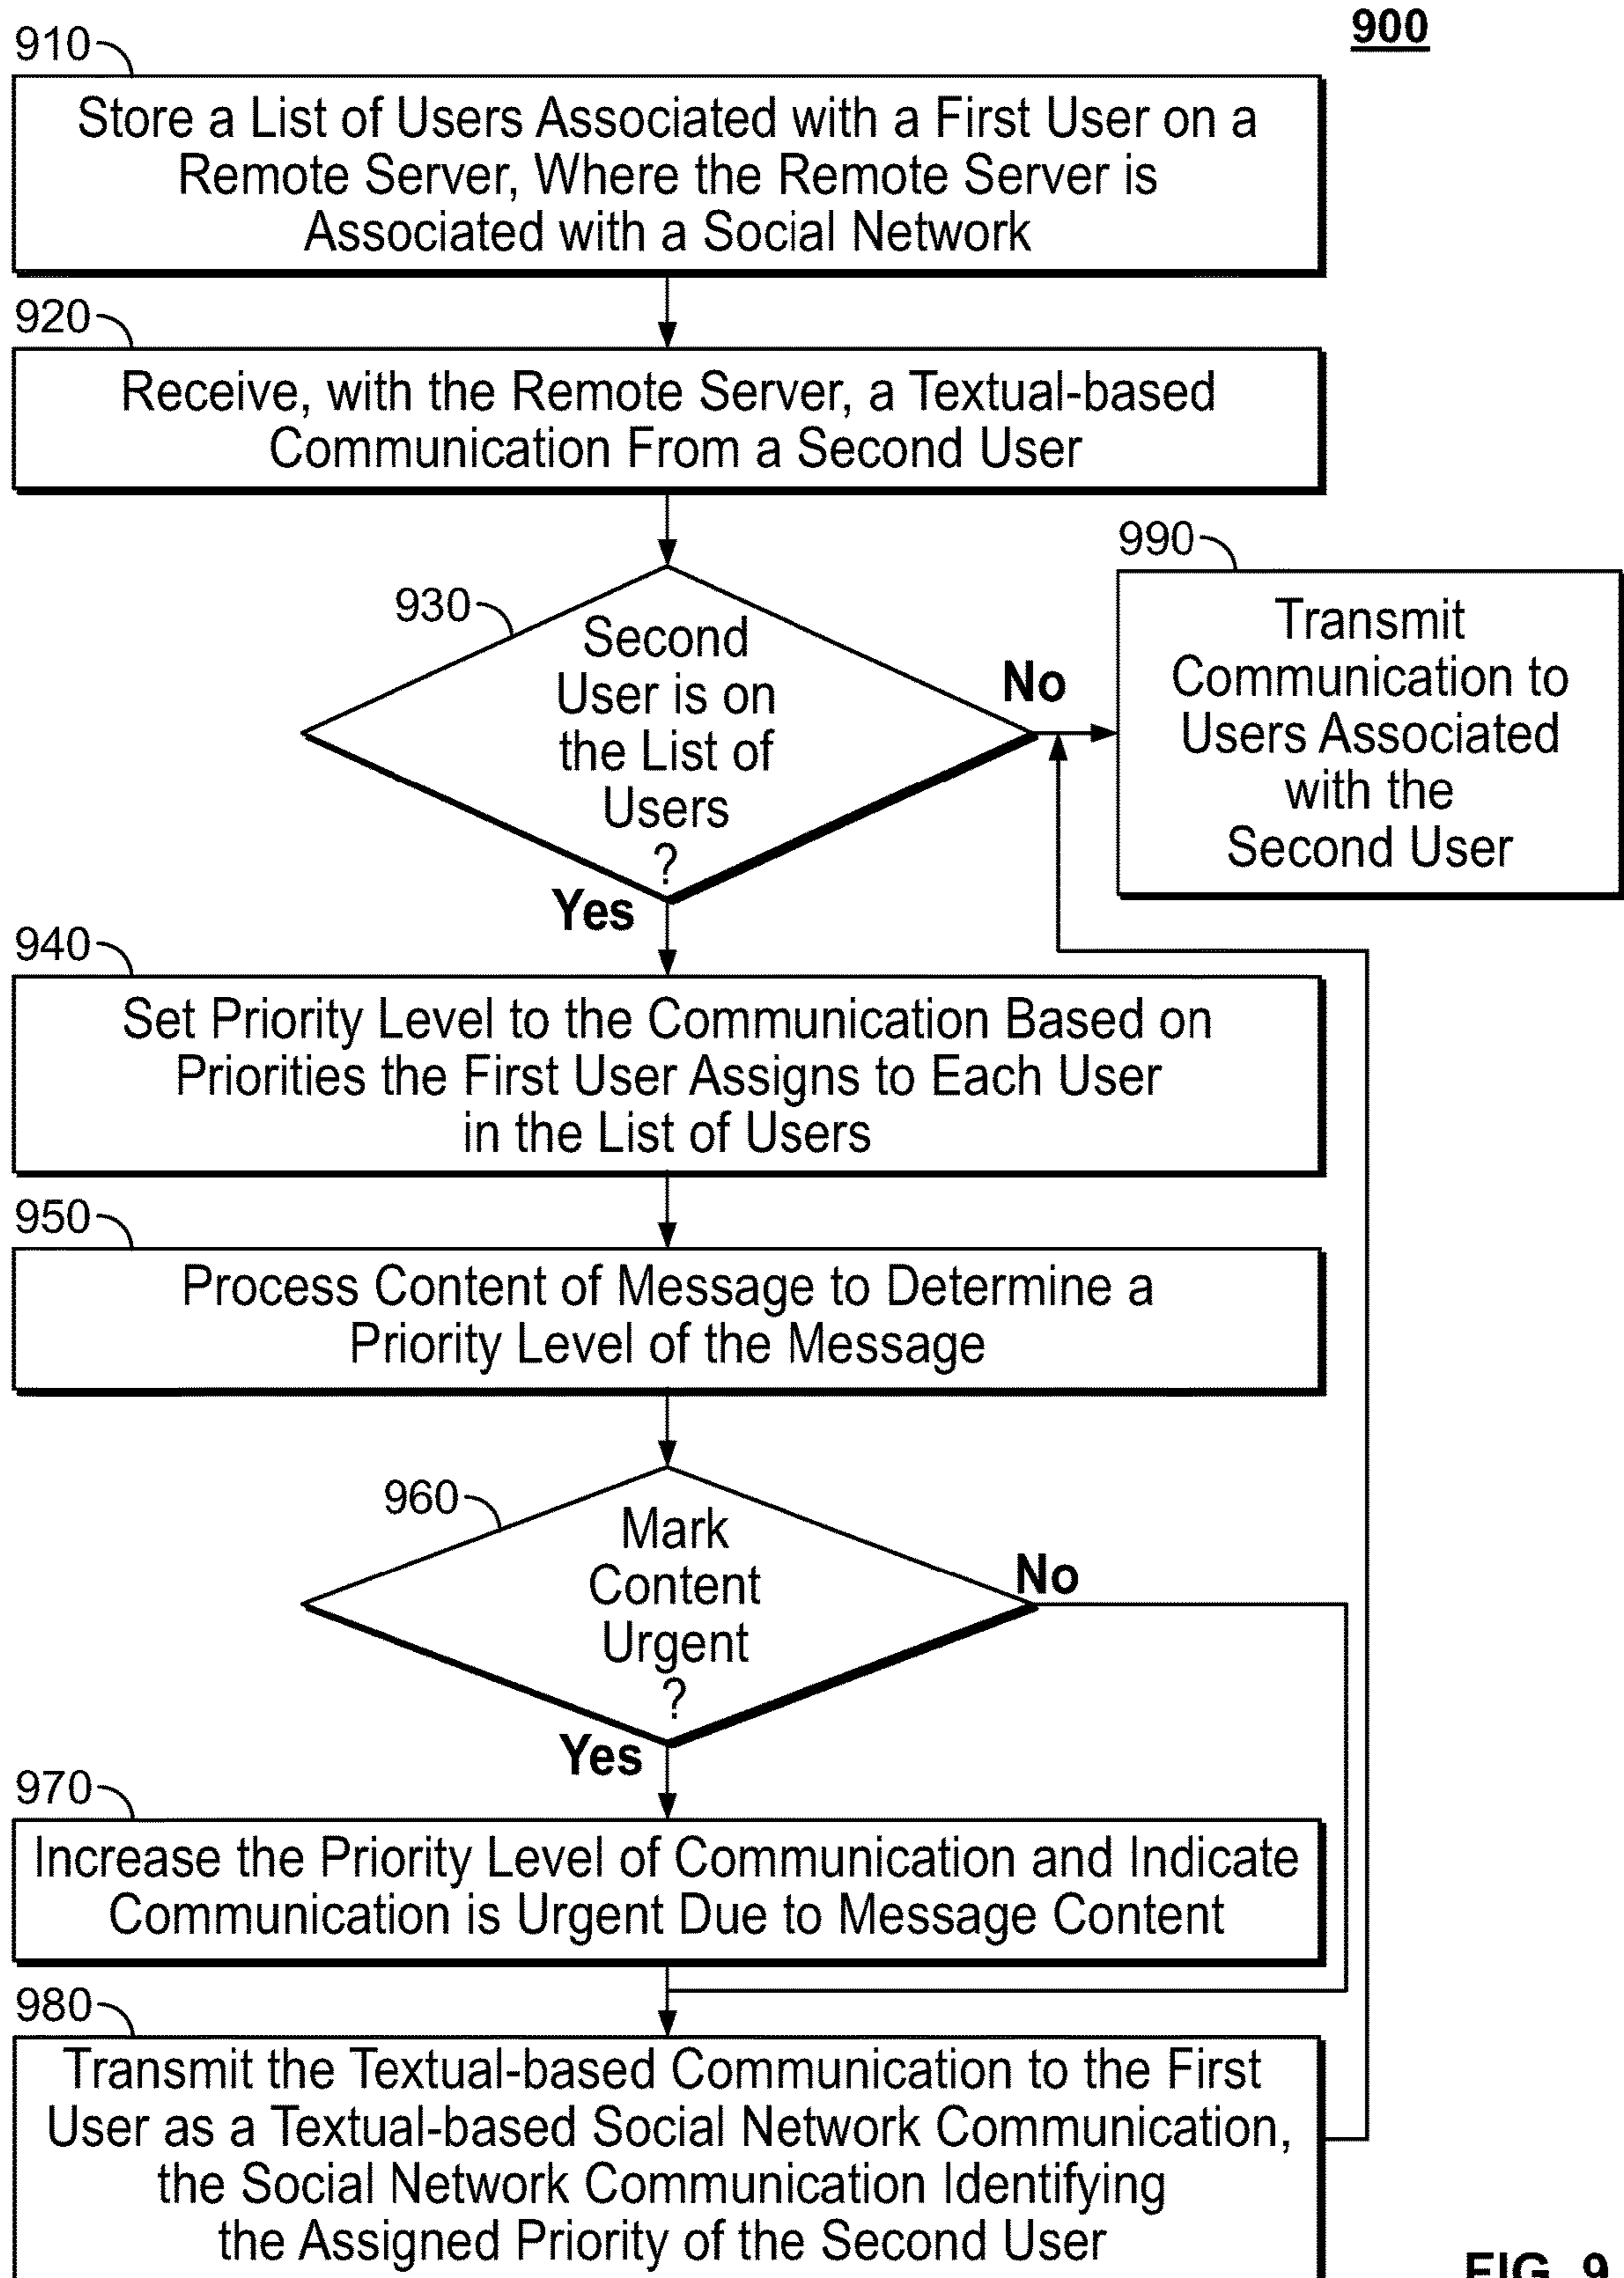 900
910
Store a List of Users Associated with a First User on a
Remote Server, Where the Remote Server is
Associated with a Social Network
920
Receive, with the Remote Server, a Textual-based
Communication From a Second User
930
Second
User is on
the List of
Users
?
No
Yes
990
Transmit
Communication to
Users Associated
with the
Second User
940
Set Priority Level to the Communication Based on
Priorities the First User Assigns to Each User
in the List of Users
950
Process Content of Message to Determine a
Priority Level of the Message
960
Mark
Content
Urgent
?
No
Yes
970
Increase the Priority Level of Communication and Indicate
Communication is Urgent Due to Message Content
980
Transmit the Textual-based Communication to the First
User as a Textual-based Social Network Communication,
the Social Network Communication Identifying
the Assigned Priority of the Second User
FIG. 9